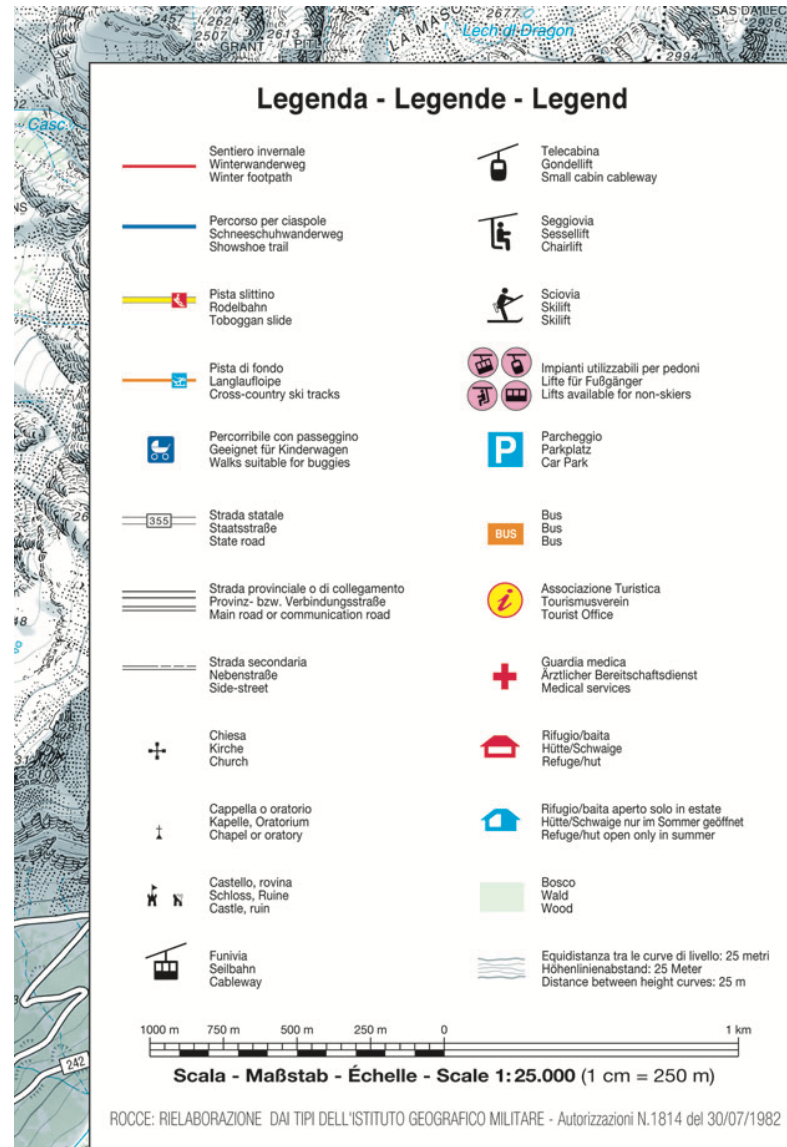 2457
2624
2507
2613
GRANT
PITL
LA MASO
2677
Lech dl Dragon
SAS DALEC
2936
2994
Casc.
Legenda - Legende - Legend
Sentiero invernale
Winterwanderweg
Winter footpath
Percorso per ciaspole
Schneeschuhwanderweg
Showshoe trail
Pista slittino
Rodelbahn
Toboggan slide
Pista di fondo
Langlaufloipe
Cross-country ski tracks
Percorribile con passeggino
Geeignet für Kinderwagen
Walks suitable for buggies
355
Strada statale
Staatsstraße
State road
Strada provinciale o di collegamento
Provinz- bzw. Verbindungsstraße
Main road or communication road
Strada secondaria
Nebenstraße
Side-street
Chiesa
Kirche
Church
Cappella o oratorio
Kapelle, Oratorium
Chapel or oratory
Castello, rovina
Schloss, Ruine
Castle, ruin
Funivia
Seilbahn
Cableway
Telecabina
Gondellift
Small cabin cableway
Seggiovia
Sessellift
Chairlift
Sciovia
Skilift
Skilift
Impianti utilizzabili per pedoni
Lifte für Fußgänger
Lifts available for non-skiers
P
Parcheggio
Parkplatz
Car Park
BUS
Bus
Bus
Bus
i
Associazione Turistica
Tourismusverein
Tourist Office
Guardia medica
Ärztlicher Bereitschaftsdienst
Medical services
Rifugio/baita
Hütte/Schwaige
Refuge/hut
Rifugio/baita aperto solo in estate
Hütte/Schwaige nur im Sommer geöffnet
Refuge/hut open only in summer
Bosco
Wald
Wood
Equidistanza tra le curve di livello: 25 metri
Höhenlinienabstand: 25 Meter
Distance between height curves: 25 m
2810
2810
242
1000 m 750 m 500 m 250 m 0 1 km
Scala - Maßstab - Échelle - Scale 1:25.000 (1 cm = 250 m)
ROCCE: RIELABORAZIONE DAI TIPI DELL'ISTITUTO GEOGRAFICO MILITARE - Autorizzazioni N.1814 del 30/07/1982